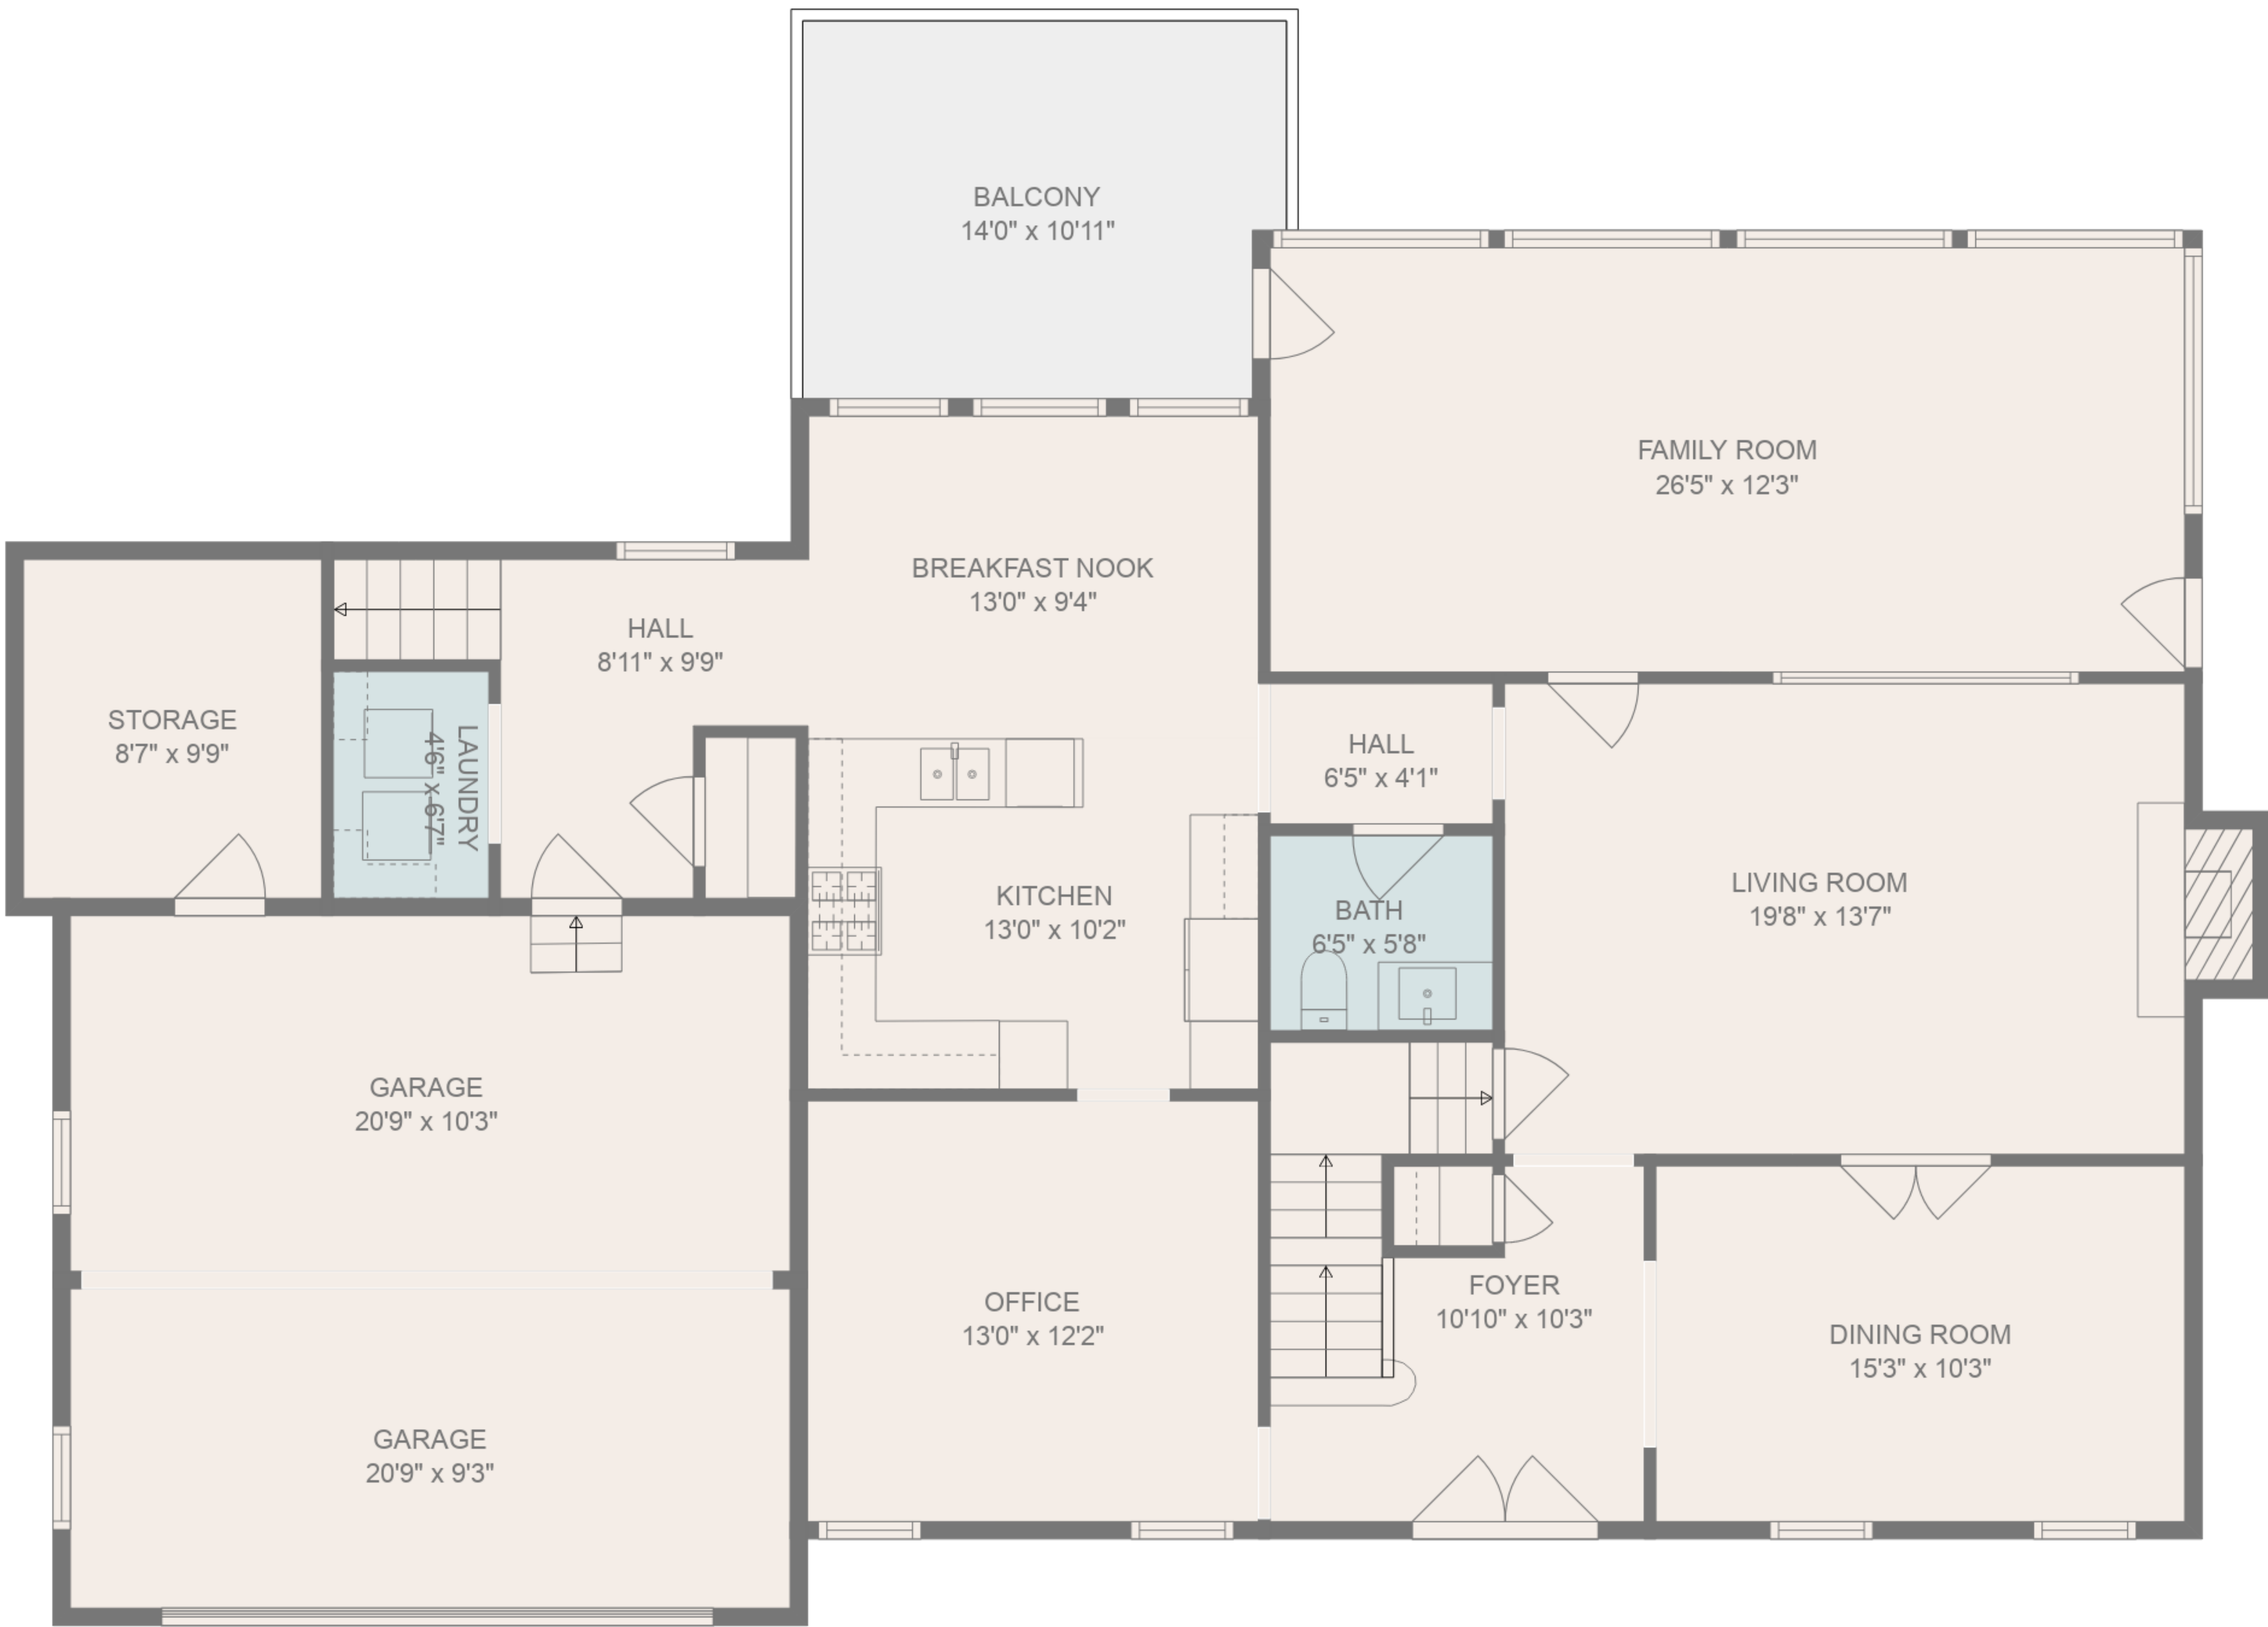 BALCONY
14'0" x 10'11"
FAMILY ROOM
26'5" x 12'3"
BREAKFAST NOOK
13'0" x 9'4"
HALL
8'11" x 9'9"
STORAGE
8'7" x 9'9"
LAUNDRY
4'6" x 6'7"
HALL
6'5" x 4'1"
LIVING ROOM
19'8" x 13'7"
KITCHEN
13'0" x 10'2"
BATH
6'5" x 5'8"
GARAGE
20'9" x 10'3"
OFFICE
13'0" x 12'2"
FOYER
10'10" x 10'3"
DINING ROOM
15'3" x 10'3"
GARAGE
20'9" x 9'3"